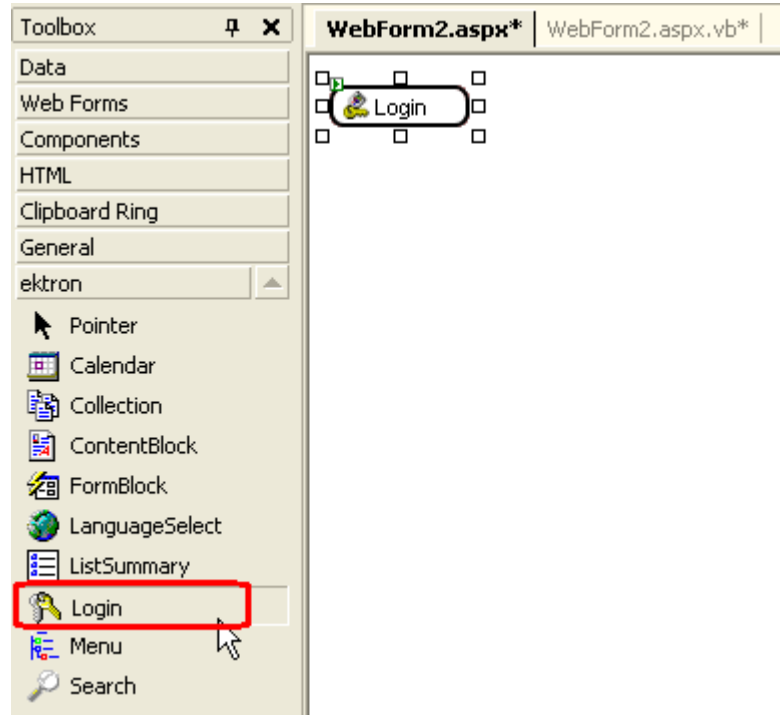 Toolbox
Data
Web Forms
Components
HTML
Clipboard Ring
General
ektron
Pointer
Calendar
Collection
ContentBlock
FormBlock
LanguageSelect
ListSummary
Login
Menu
Search
WebForm2.aspx* WebForm2.aspx.vb*
Login